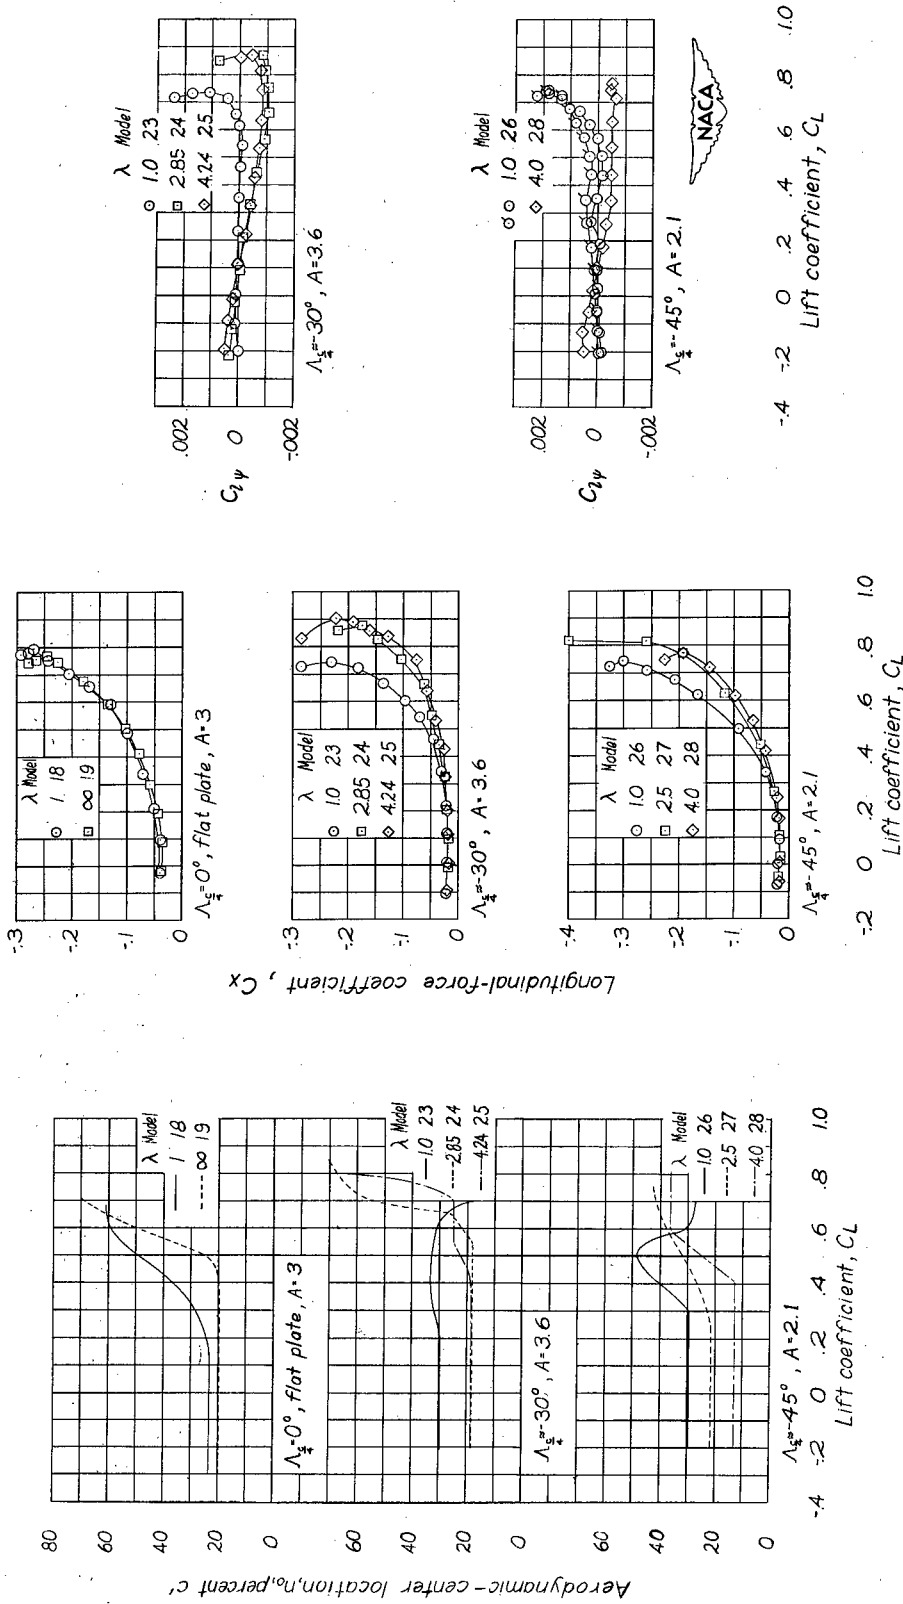 Aerodynamic-center location, n₀, percent c'
80
60
40
20
0
λ Model
1 18
∞ 19
Λc/4=0°, flat plate, A=3
60
40
20
0
λ Model
1.0 23
2.85 24
4.24 25
Λc/4=-30°, A=3.6
60
40
20
0
λ Model
1.0 26
2.5 27
4.0 28
Λc/4=-45°, A=2.1
-.4 -.2 0 .2 .4 .6 .8 1.0
Lift coefficient, CL
Longitudinal-force coefficient, Cx
-.3
-.2
-.1
0
λ Model
1. 18
∞ 19
Λc/4=0°, flat plate, A=3
-.3
-.2
-.1
0
λ Model
1.0 23
2.85 24
4.24 25
Λc/4=-30°, A=3.6
-.4
-.3
-.2
-.1
0
λ Model
1.0 26
2.5 27
4.0 28
Λc/4=-45°, A=2.1
-.2 0 .2 .4 .6 .8 1.0
Lift coefficient, CL
Clψ
.002
0
-.002
λ Model
1.0 23
2.85 24
4.24 25
Λc/4=-30°, A=3.6
Clψ
.002
0
-.002
λ Model
1.0 26
4.0 28
Λc/4=-45°, A=2.1
NACA
-.4 -.2 0 .2 .4 .6 .8 1.0
Lift coefficient, CL